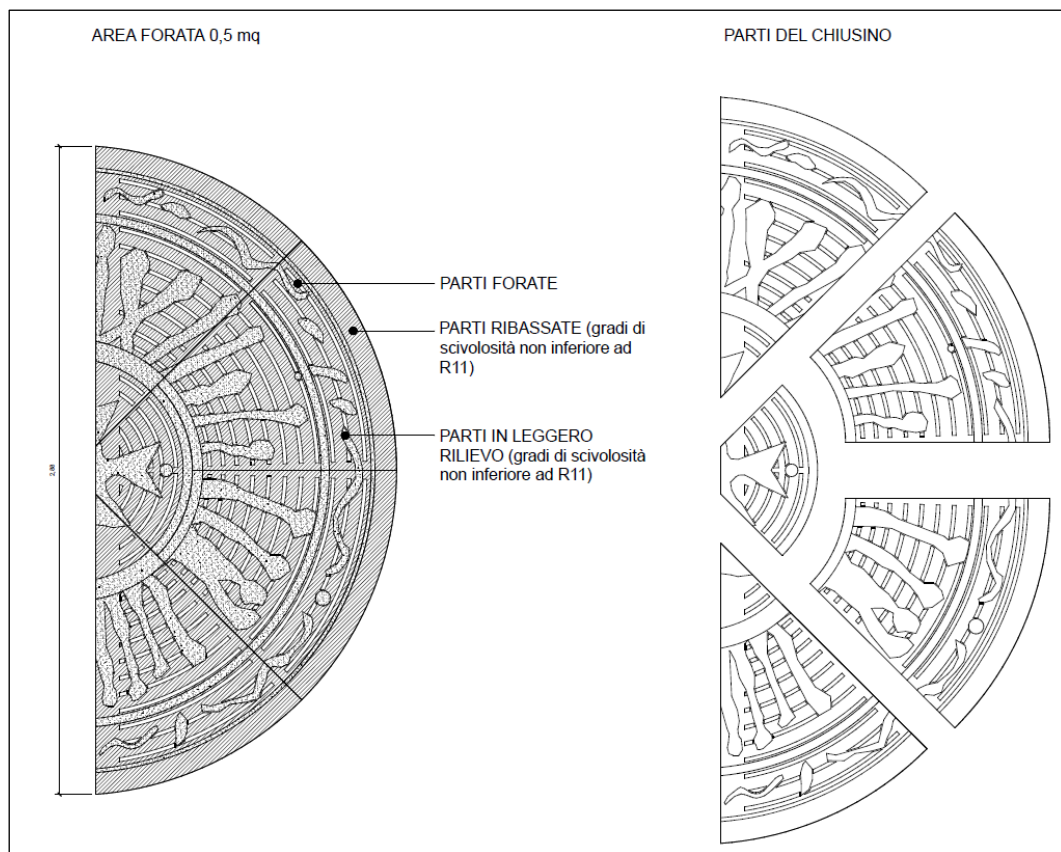 AREA FORATA 0,5 mq
PARTI DEL CHIUSINO
PARTI FORATE
PARTI RIBASSATE (gradi di
scivolosità non inferiore ad
R11)
PARTI IN LEGGERO
RILIEVO (gradi di scivolosità
non inferiore ad R11)